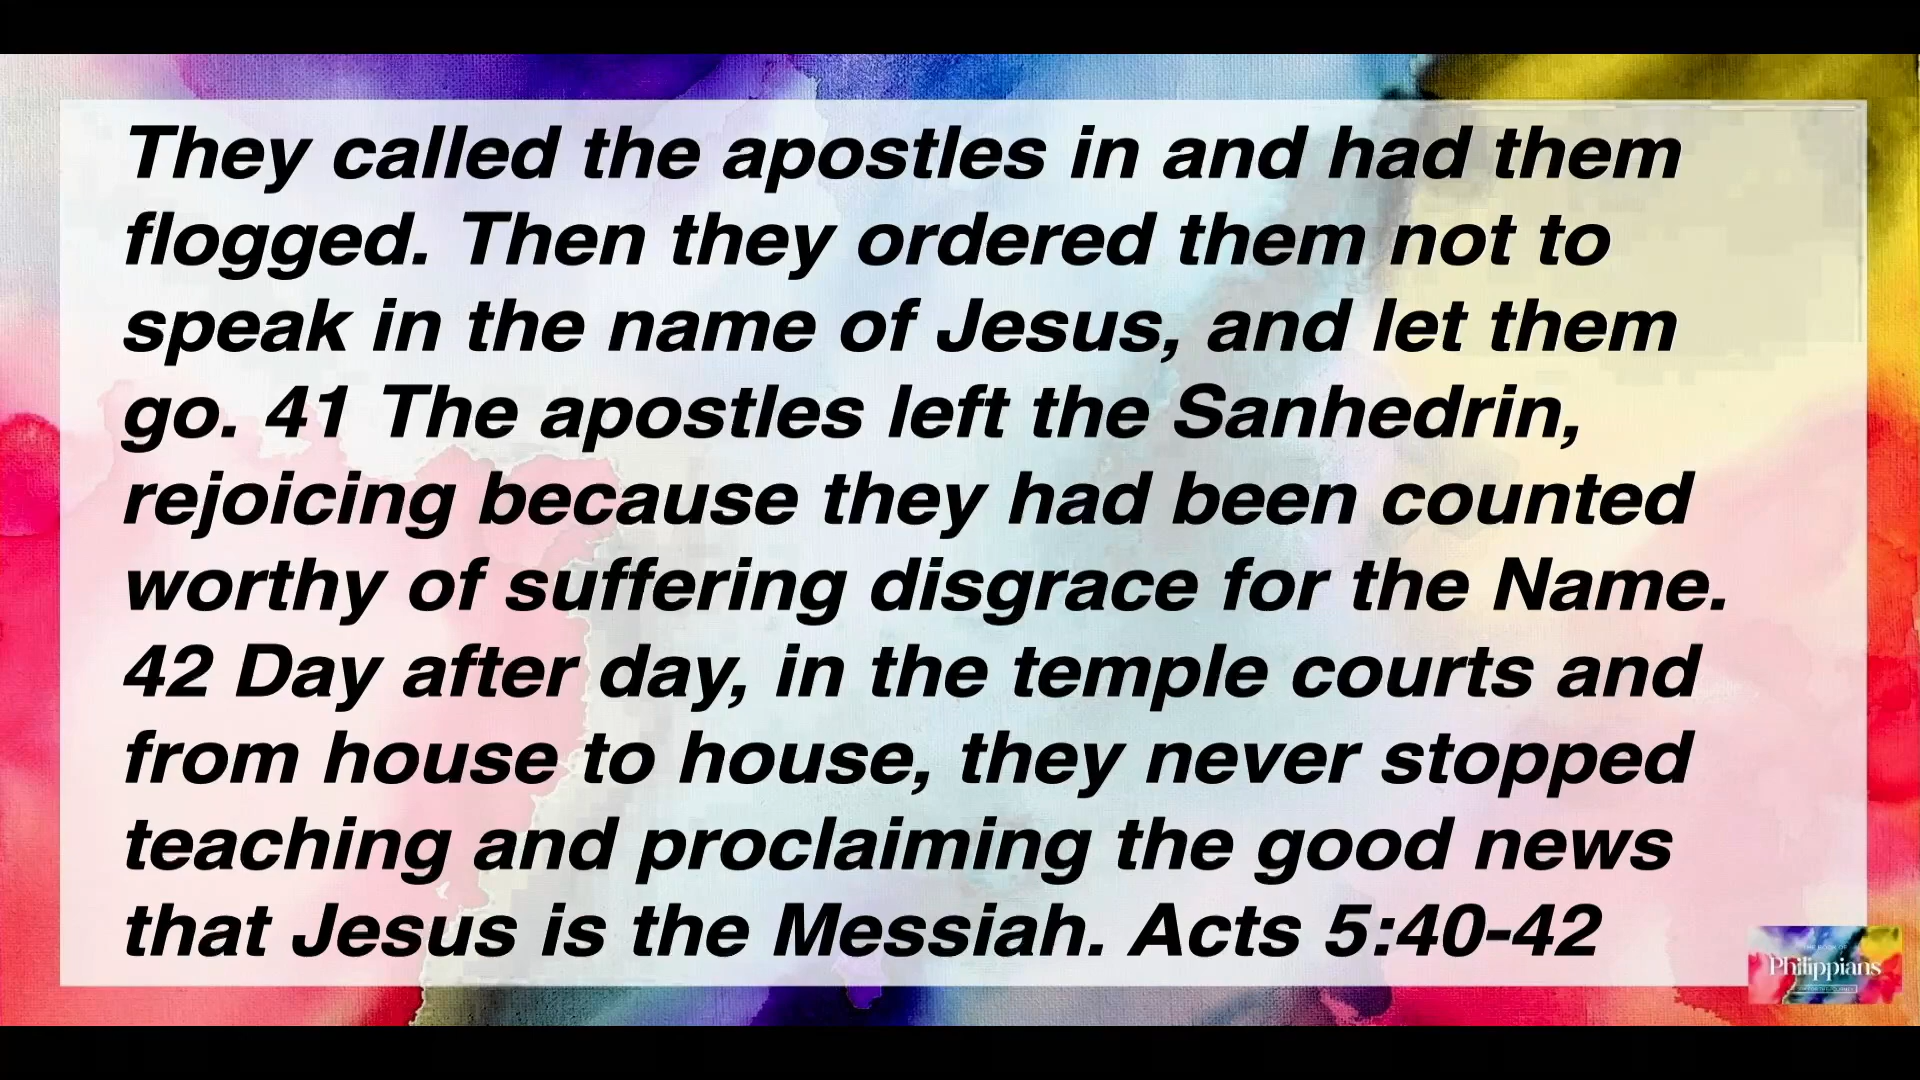 They called the apostles in and had them
flogged. Then they ordered them not to
speak in the name of Jesus, and let them
go. 41 The apostles left the Sanhedrin,
rejoicing because they had been counted
worthy of suffering disgrace for the Name.
42 Day after day, in the temple courts and
from house to house, they never stopped
teaching and proclaiming the good news
that Jesus is the Messiah. Acts 5:40-42
THE BOOK OF
Philippians